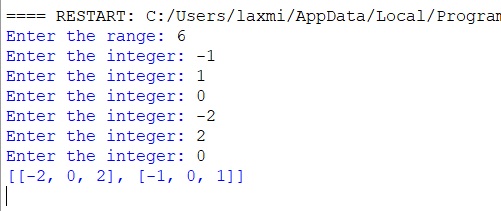 ==== RESTART: C:/Users/laxmi/AppData/Local/Program
Enter the range: 6
Enter the integer: -1
Enter the integer: 1
Enter the integer: 0
Enter the integer: -2
Enter the integer: 2
Enter the integer: 0
[[-2, 0, 2], [-1, 0, 1]]